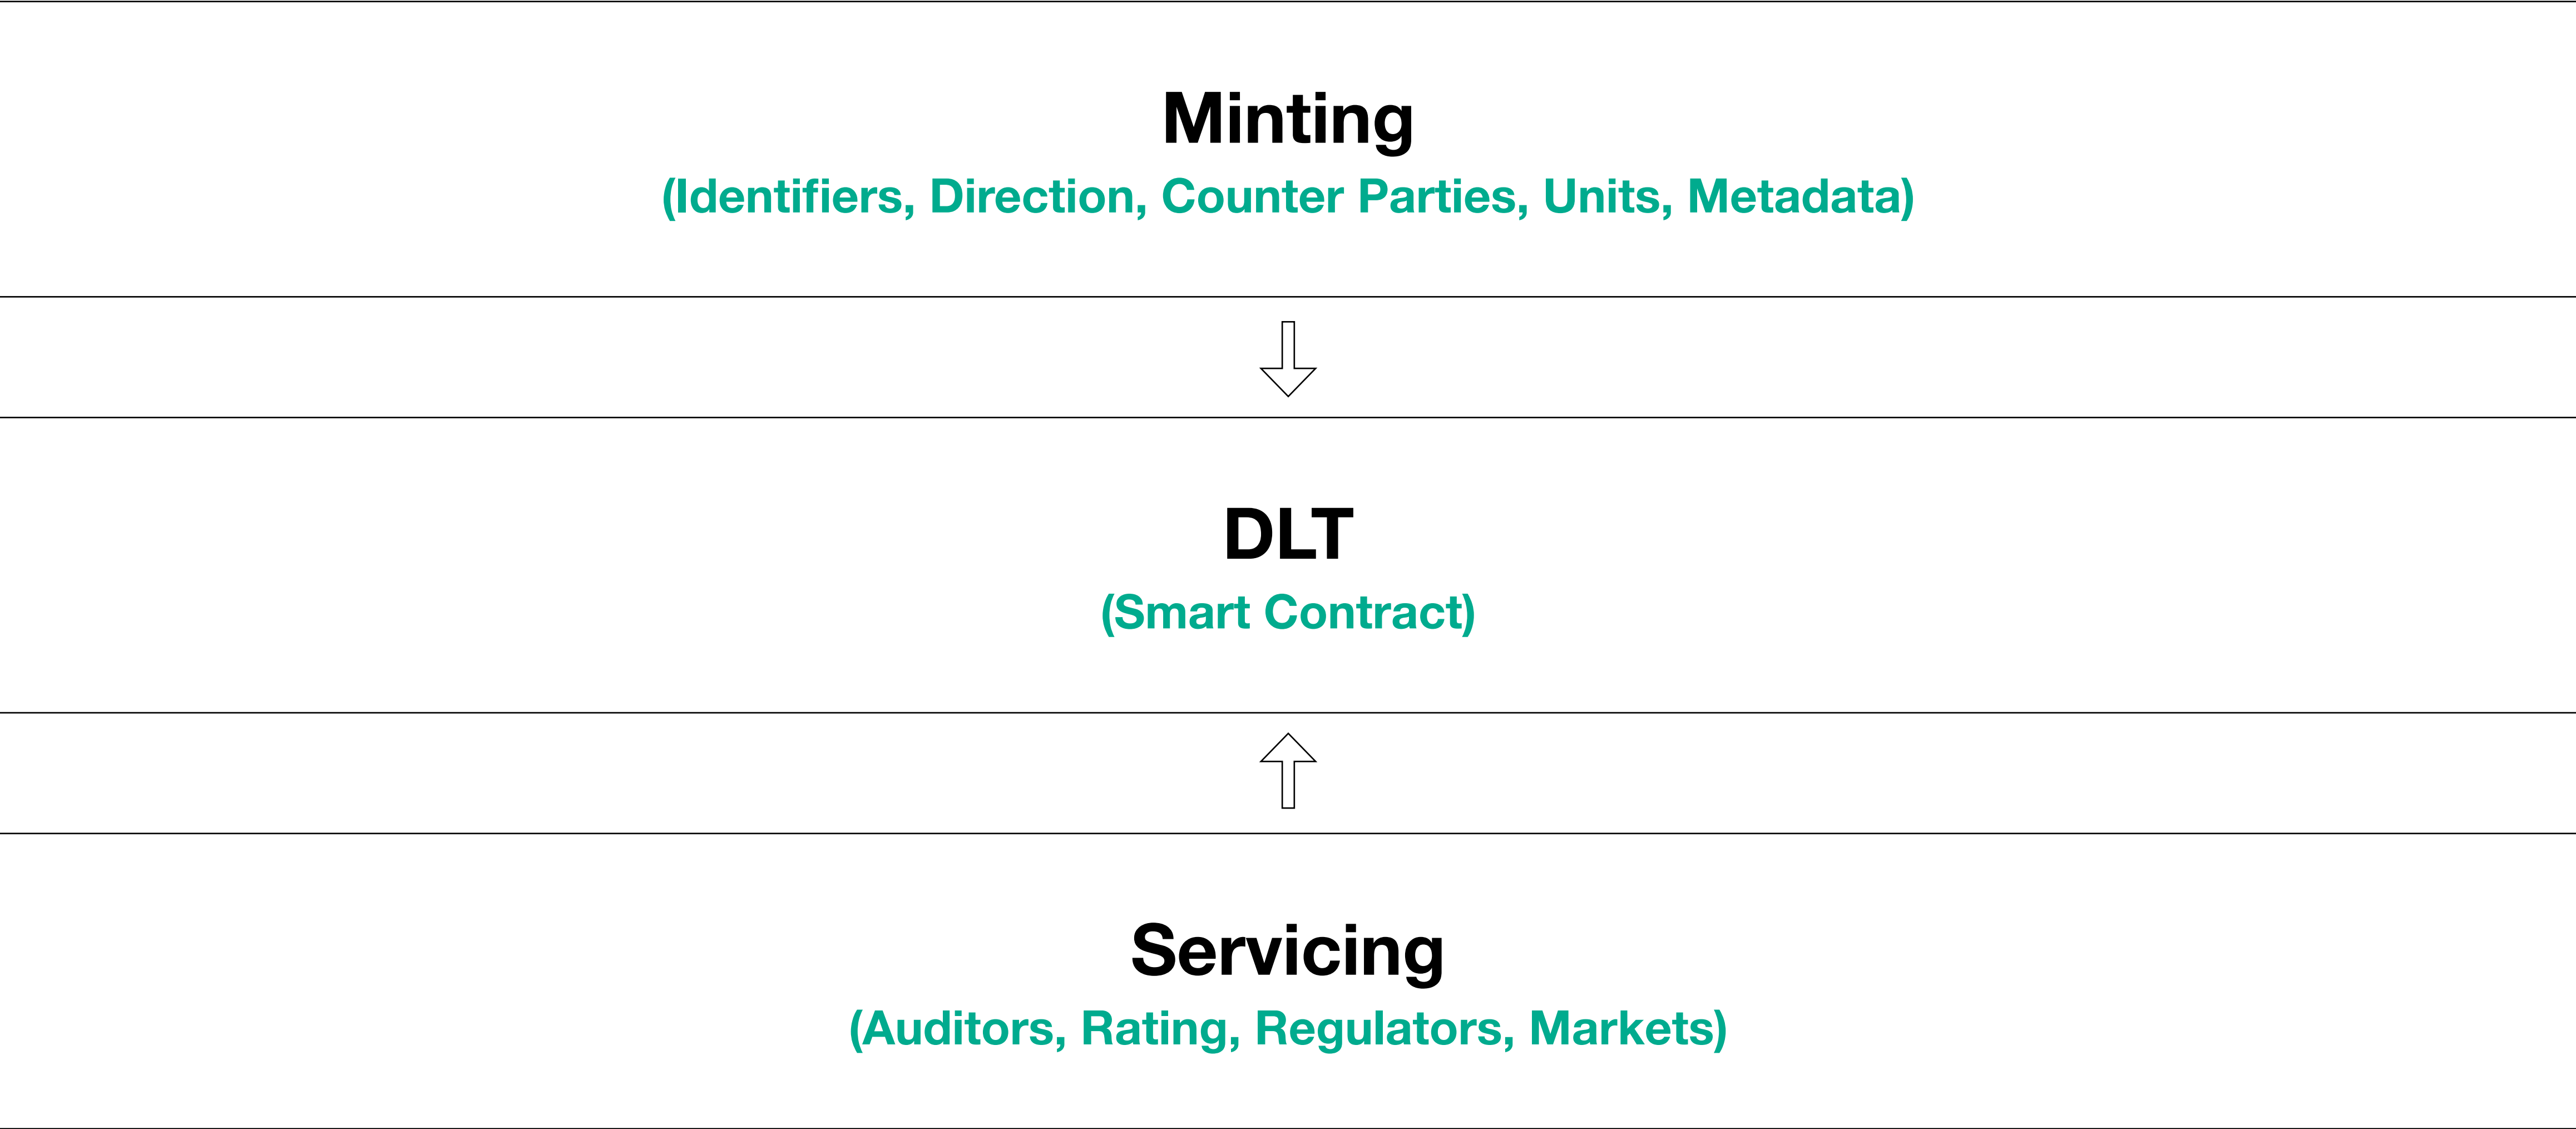 Minting
(Identifiers, Direction, Counter Parties, Units, Metadata)
DLT
(Smart Contract)
Servicing
(Auditors, Rating, Regulators, Markets)